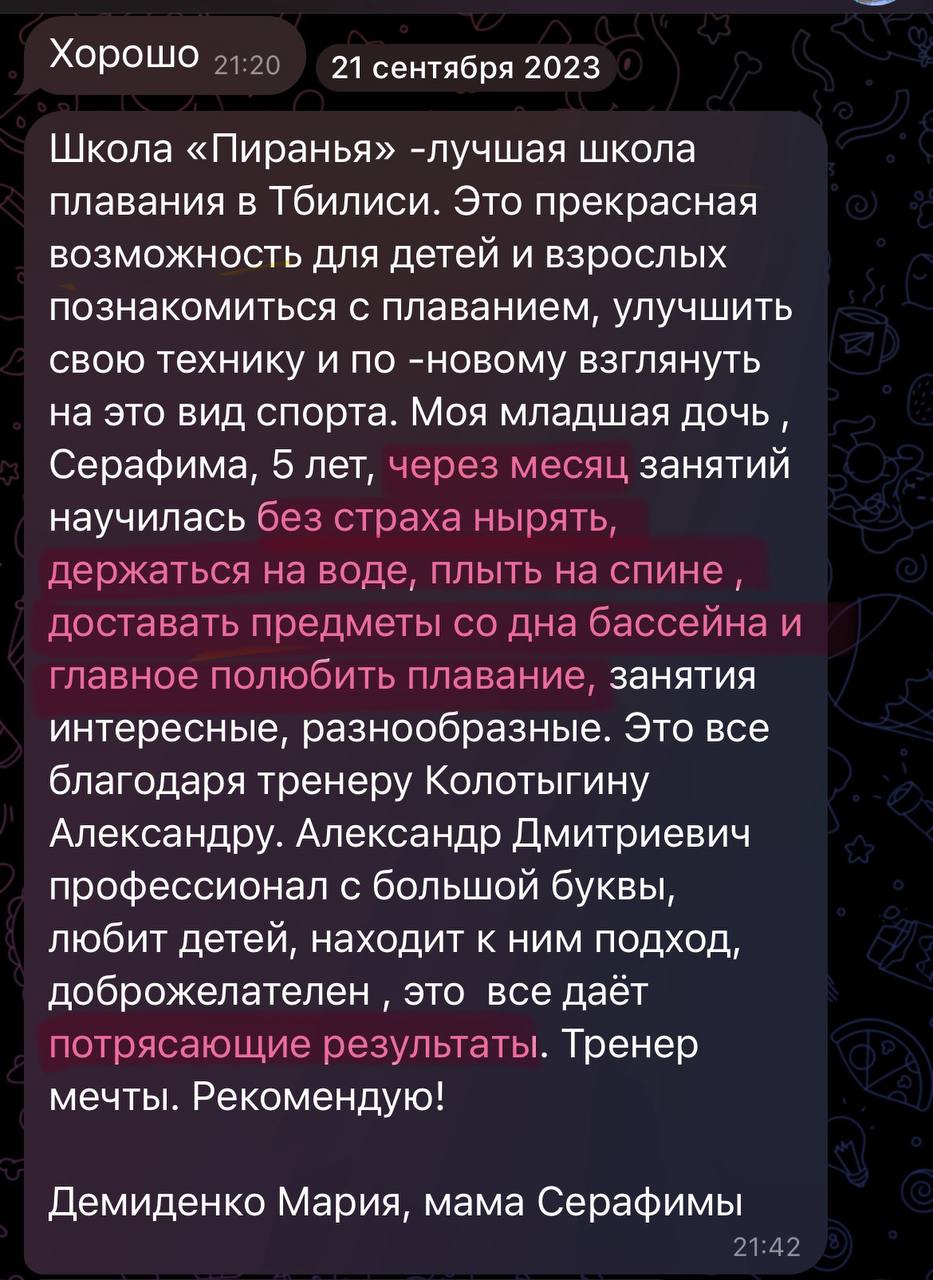 Хорошо 21:20
21 сентября 2023
Школа «Пиранья» -лучшая школа
плавания в Тбилиси. Это прекрасная
возможность для детей и взрослых
познакомиться с плаванием, улучшить
свою технику и по -новому взглянуть
на это вид спорта. Моя младшая дочь ,
Серафима, 5 лет, через месяц занятий
научилась без страха нырять,
держаться на воде, плыть на спине ,
доставать предметы со дна бассейна и
главное полюбить плавание, занятия
интересные, разнообразные. Это все
благодаря тренеру Колотыгину
Александру. Александр Дмитриевич
профессионал с большой буквы,
любит детей, находит к ним подход,
доброжелателен , это  все даёт
потрясающие результаты. Тренер
мечты. Рекомендую!
Демиденко Мария, мама Серафимы
21:42